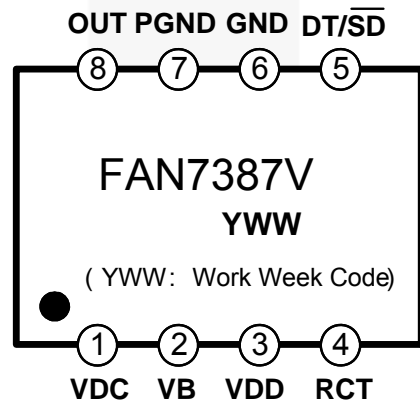 OUT PGND GND DT/SD
8 7 6 5
FAN7387V
YWW
( YWW: Work Week Code)
1 2 3 4
VDC VB VDD RCT